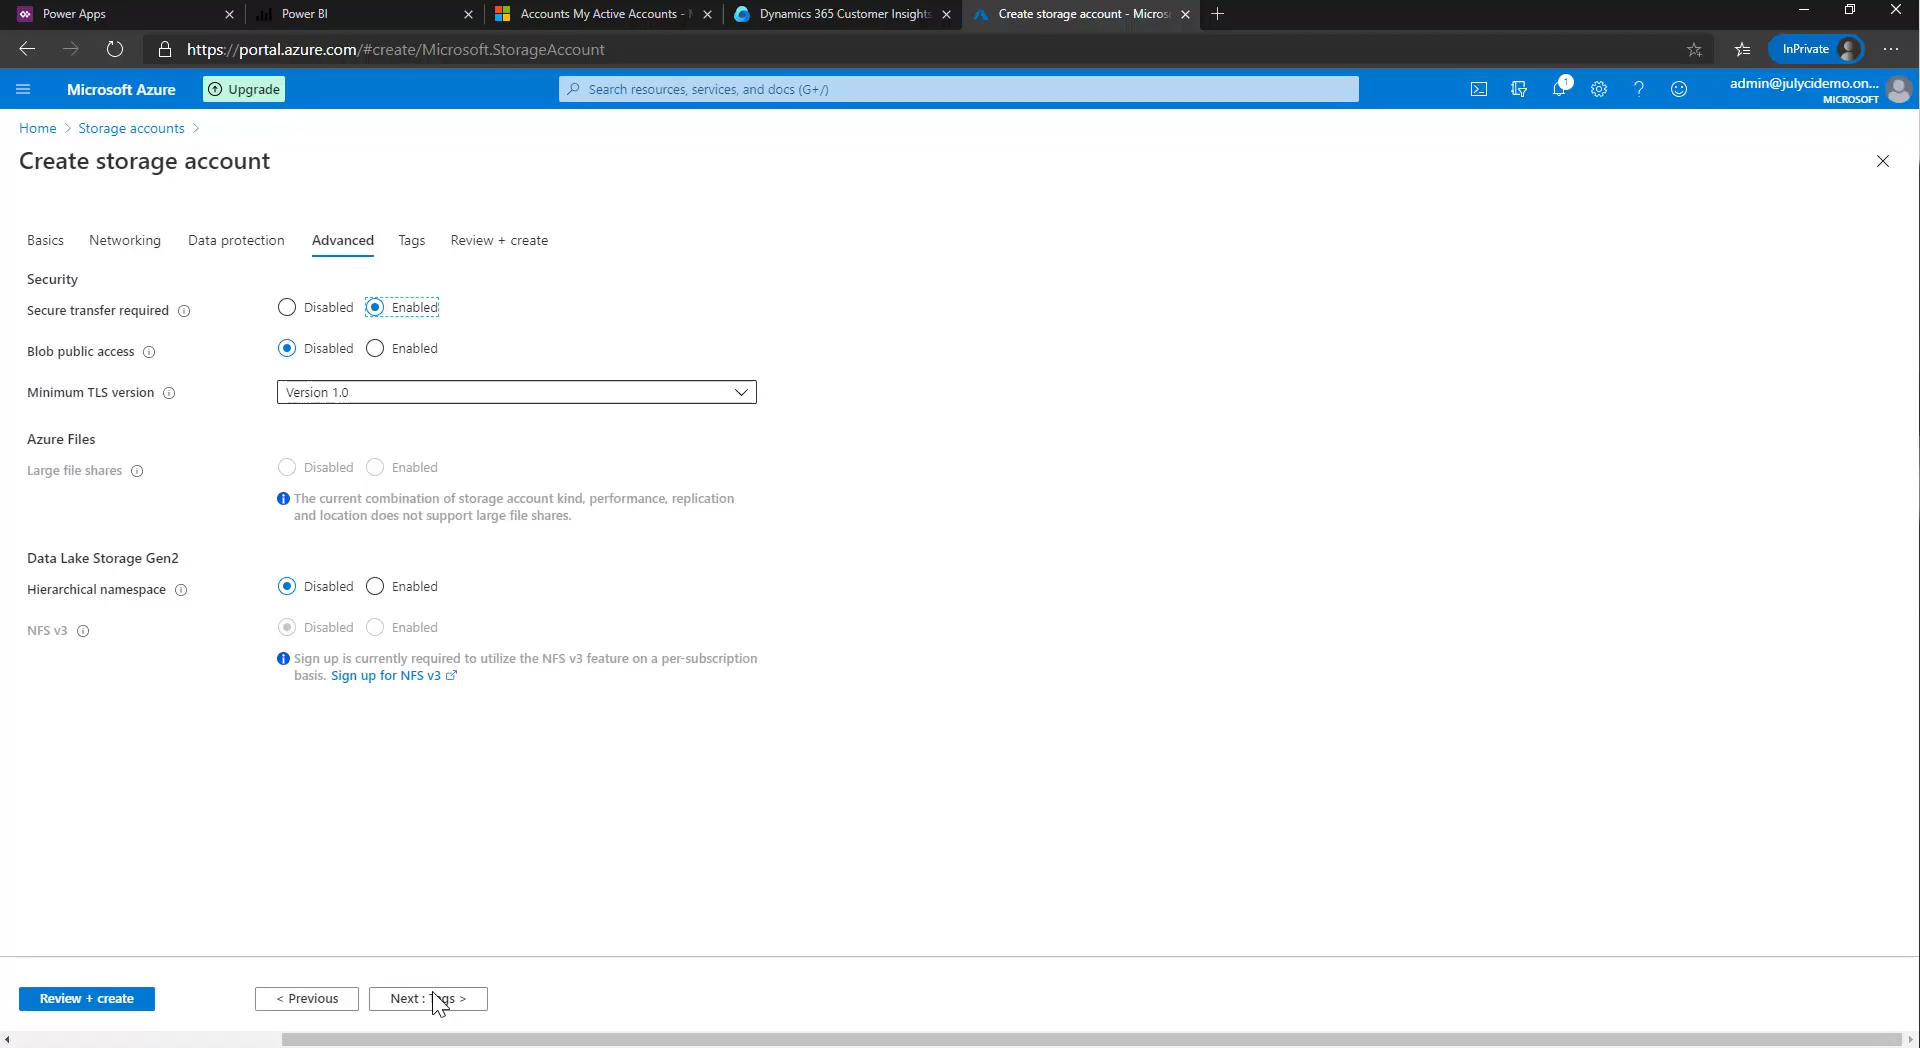 Power Apps
Power BI
Accounts My Active Accounts -
Dynamics 365 Customer Insights
Create storage account - Micros
https://portal.azure.com/#create/Microsoft.StorageAccount
InPrivate
Microsoft Azure
Upgrade
Search resources, services, and docs (G+/)
1
admin@julycidemo.on...
MICROSOFT
Home > Storage accounts >
Create storage account
Basics
Networking
Data protection
Advanced
Tags
Review + create
Security
Secure transfer required
Disabled
Enabled
Blob public access
Disabled
Enabled
Minimum TLS version
Version 1.0
Azure Files
Large file shares
Disabled
Enabled
The current combination of storage account kind, performance, replication
and location does not support large file shares.
Data Lake Storage Gen2
Hierarchical namespace
Disabled
Enabled
NFS v3
Disabled
Enabled
Sign up is currently required to utilize the NFS v3 feature on a per-subscription
basis. Sign up for NFS v3
Review + create
< Previous
Next : Tags >